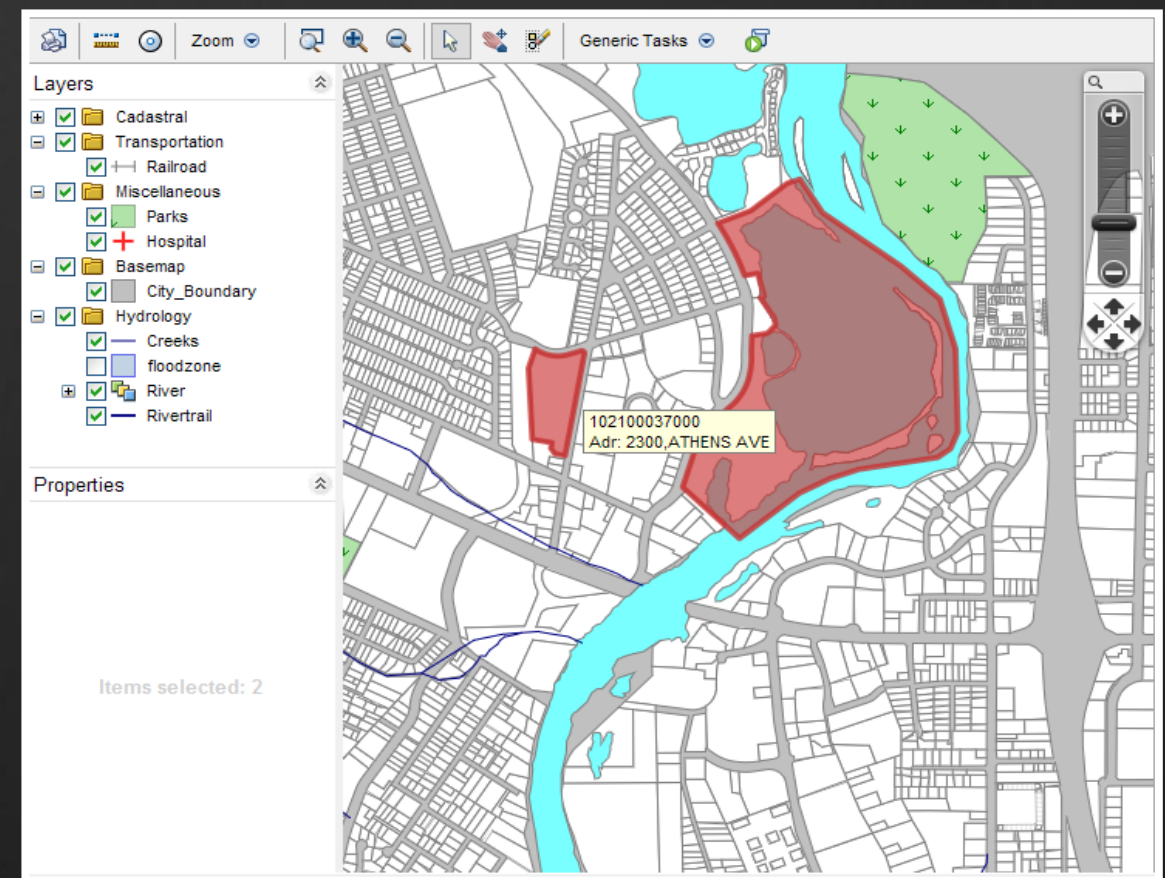 Zoom
Generic Tasks
Layers
Cadastral
Transportation
Railroad
Miscellaneous
Parks
Hospital
Basemap
City_Boundary
Hydrology
Creeks
floodzone
River
Rivertrail
Properties
Items selected: 2
102100037000
Adr: 2300,ATHENS AVE